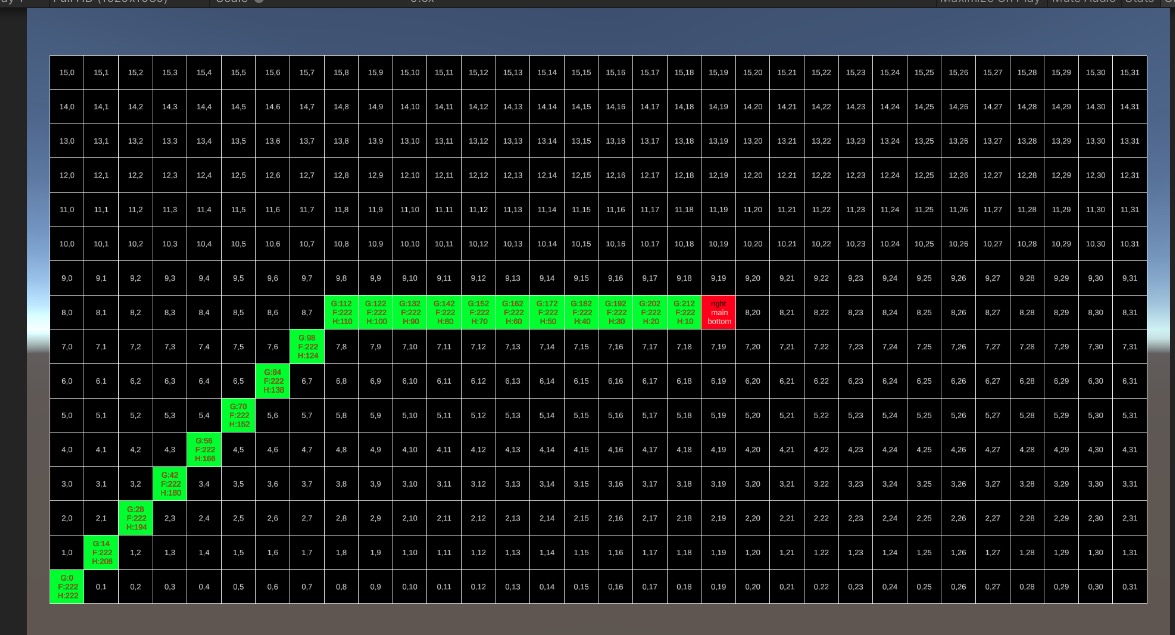 Full HD (1920x1080) Scale Maximize On Play Mute Audio Stats
15,0 15,1 15,2 15,3 15,4 15,5 15,6 15,7 15,8 15,9 15,10 15,11 15,12 15,13 15,14 15,15 15,16 15,17 15,18 15,19 15,20 15,21 15,22 15,23 15,24 15,25 15,26 15,27 15,28 15,29 15,30 15,31
14,0 14,1 14,2 14,3 14,4 14,5 14,6 14,7 14,8 14,9 14,10 14,11 14,12 14,13 14,14 14,15 14,16 14,17 14,18 14,19 14,20 14,21 14,22 14,23 14,24 14,25 14,26 14,27 14,28 14,29 14,30 14,31
13,0 13,1 13,2 13,3 13,4 13,5 13,6 13,7 13,8 13,9 13,10 13,11 13,12 13,13 13,14 13,15 13,16 13,17 13,18 13,19 13,20 13,21 13,22 13,23 13,24 13,25 13,26 13,27 13,28 13,29 13,30 13,31
12,0 12,1 12,2 12,3 12,4 12,5 12,6 12,7 12,8 12,9 12,10 12,11 12,12 12,13 12,14 12,15 12,16 12,17 12,18 12,19 12,20 12,21 12,22 12,23 12,24 12,25 12,26 12,27 12,28 12,29 12,30 12,31
11,0 11,1 11,2 11,3 11,4 11,5 11,6 11,7 11,8 11,9 11,10 11,11 11,12 11,13 11,14 11,15 11,16 11,17 11,18 11,19 11,20 11,21 11,22 11,23 11,24 11,25 11,26 11,27 11,28 11,29 11,30 11,31
10,0 10,1 10,2 10,3 10,4 10,5 10,6 10,7 10,8 10,9 10,10 10,11 10,12 10,13 10,14 10,15 10,16 10,17 10,18 10,19 10,20 10,21 10,22 10,23 10,24 10,25 10,26 10,27 10,28 10,29 10,30 10,31
9,0 9,1 9,2 9,3 9,4 9,5 9,6 9,7 9,8 9,9 9,10 9,11 9,12 9,13 9,14 9,15 9,16 9,17 9,18 9,19 9,20 9,21 9,22 9,23 9,24 9,25 9,26 9,27 9,28 9,29 9,30 9,31
G:112 G:122 G:132 G:142 G:152 G:162 G:172 G:182 G:192 G:202 G:212 right
8,0 8,1 8,2 8,3 8,4 8,5 8,6 8,7 F:222 F:222 F:222 F:222 F:222 F:222 F:222 F:222 F:222 F:222 F:222 main 8,20 8,21 8,22 8,23 8,24 8,25 8,26 8,27 8,28 8,29 8,30 8,31
H:110 H:100 H:90 H:80 H:70 H:60 H:50 H:40 H:30 H:20 H:10 bottom
G:98
7,0 7,1 7,2 7,3 7,4 7,5 7,6 F:222 7,8 7,9 7,10 7,11 7,12 7,13 7,14 7,15 7,16 7,17 7,18 7,19 7,20 7,21 7,22 7,23 7,24 7,25 7,26 7,27 7,28 7,29 7,30 7,31
H:124
G:84
6,0 6,1 6,2 6,3 6,4 6,5 F:222 6,7 6,8 6,9 6,10 6,11 6,12 6,13 6,14 6,15 6,16 6,17 6,18 6,19 6,20 6,21 6,22 6,23 6,24 6,25 6,26 6,27 6,28 6,29 6,30 6,31
H:138
G:70
5,0 5,1 5,2 5,3 5,4 F:222 5,6 5,7 5,8 5,9 5,10 5,11 5,12 5,13 5,14 5,15 5,16 5,17 5,18 5,19 5,20 5,21 5,22 5,23 5,24 5,25 5,26 5,27 5,28 5,29 5,30 5,31
H:152
G:56
4,0 4,1 4,2 4,3 F:222 4,5 4,6 4,7 4,8 4,9 4,10 4,11 4,12 4,13 4,14 4,15 4,16 4,17 4,18 4,19 4,20 4,21 4,22 4,23 4,24 4,25 4,26 4,27 4,28 4,29 4,30 4,31
H:166
G:42
3,0 3,1 3,2 F:222 3,4 3,5 3,6 3,7 3,8 3,9 3,10 3,11 3,12 3,13 3,14 3,15 3,16 3,17 3,18 3,19 3,20 3,21 3,22 3,23 3,24 3,25 3,26 3,27 3,28 3,29 3,30 3,31
H:180
G:28
2,0 2,1 F:222 2,3 2,4 2,5 2,6 2,7 2,8 2,9 2,10 2,11 2,12 2,13 2,14 2,15 2,16 2,17 2,18 2,19 2,20 2,21 2,22 2,23 2,24 2,25 2,26 2,27 2,28 2,29 2,30 2,31
H:194
G:14
1,0 F:222 1,2 1,3 1,4 1,5 1,6 1,7 1,8 1,9 1,10 1,11 1,12 1,13 1,14 1,15 1,16 1,17 1,18 1,19 1,20 1,21 1,22 1,23 1,24 1,25 1,26 1,27 1,28 1,29 1,30 1,31
H:208
G:0
F:222 0,1 0,2 0,3 0,4 0,5 0,6 0,7 0,8 0,9 0,10 0,11 0,12 0,13 0,14 0,15 0,16 0,17 0,18 0,19 0,20 0,21 0,22 0,23 0,24 0,25 0,26 0,27 0,28 0,29 0,30 0,31
H:222